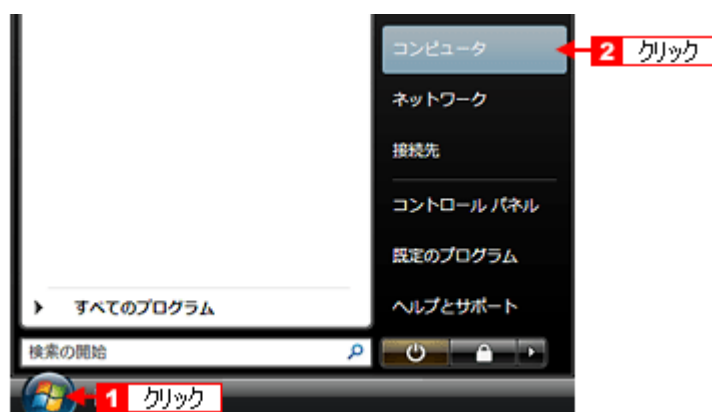 コンピュータ
2 クリック
ネットワーク
接続先
コントロール パネル
既定のプログラム
すべてのプログラム
ヘルプとサポート
検索の開始
1 クリック